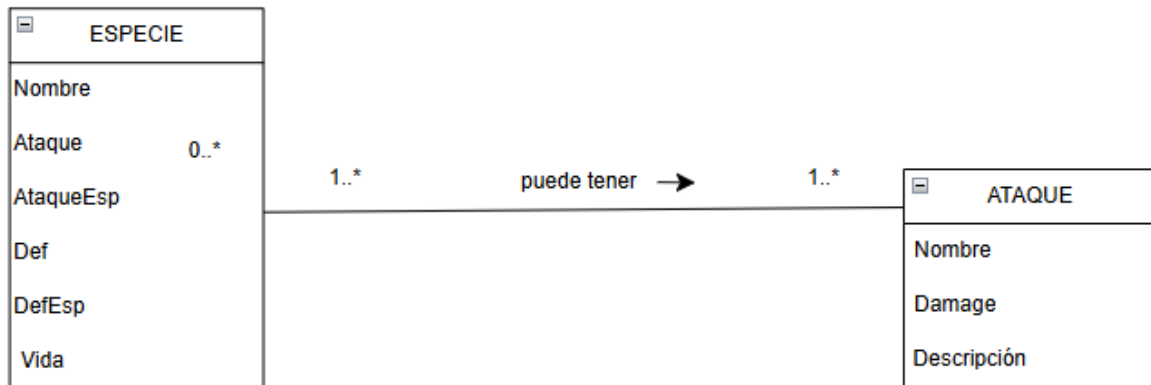 ESPECIE
Nombre
Ataque
0..*
AtaqueEsp
Def
DefEsp
Vida
1..*
puede tener
1..*
ATAQUE
Nombre
Damage
Descripción